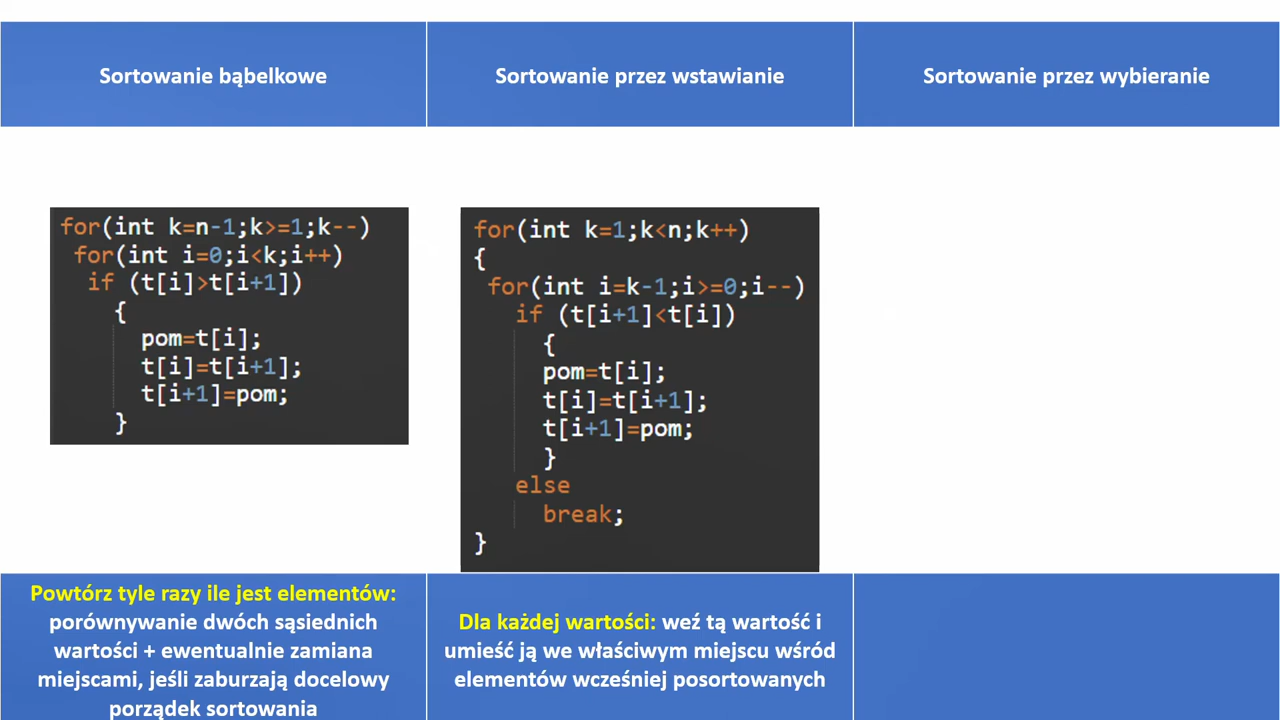 Sortowanie bąbelkowe
Sortowanie przez wstawianie
Sortowanie przez wybieranie
for(int k=n-1;k>=1;k--)
for(int i=0;i<k;i++)
if (t[i]>t[i+1])
{
pom=t[i];
t[i]=t[i+1];
t[i+1]=pom;
}
for(int k=1;k<n;k++)
{
for(int i=k-1;i>=0;i--)
if (t[i+1]<t[i])
{
pom=t[i];
t[i]=t[i+1];
t[i+1]=pom;
}
else
break;
}
Powtórz tyle razy ile jest elementów:
porównywanie dwóch sąsiednich
wartości + ewentualnie zamiana
miejscami, jeśli zaburzają docelowy
porządek sortowania
Dla każdej wartości: weź tą wartość i
umieść ją we właściwym miejscu wśród
elementów wcześniej posortowanych